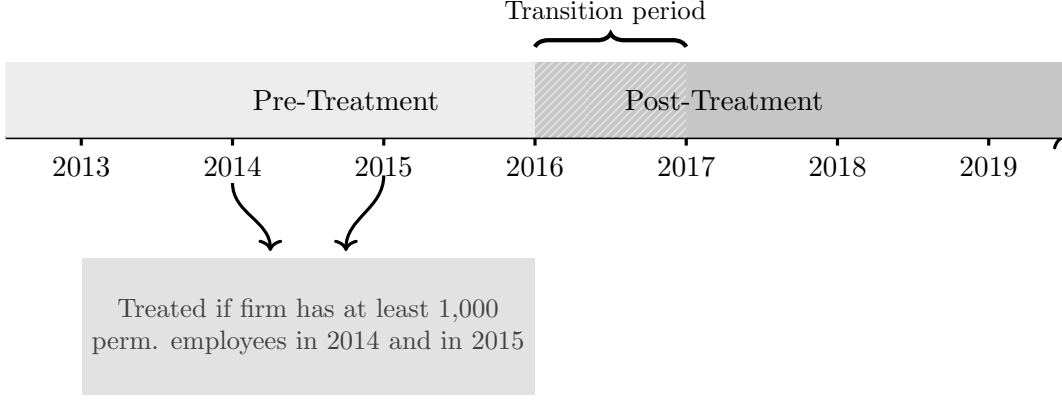 Transition period
Pre-Treatment
Post-Treatment
2013
2014
2015
2016
2017
2018
2019
Treated if firm has at least 1,000
perm. employees in 2014 and in 2015